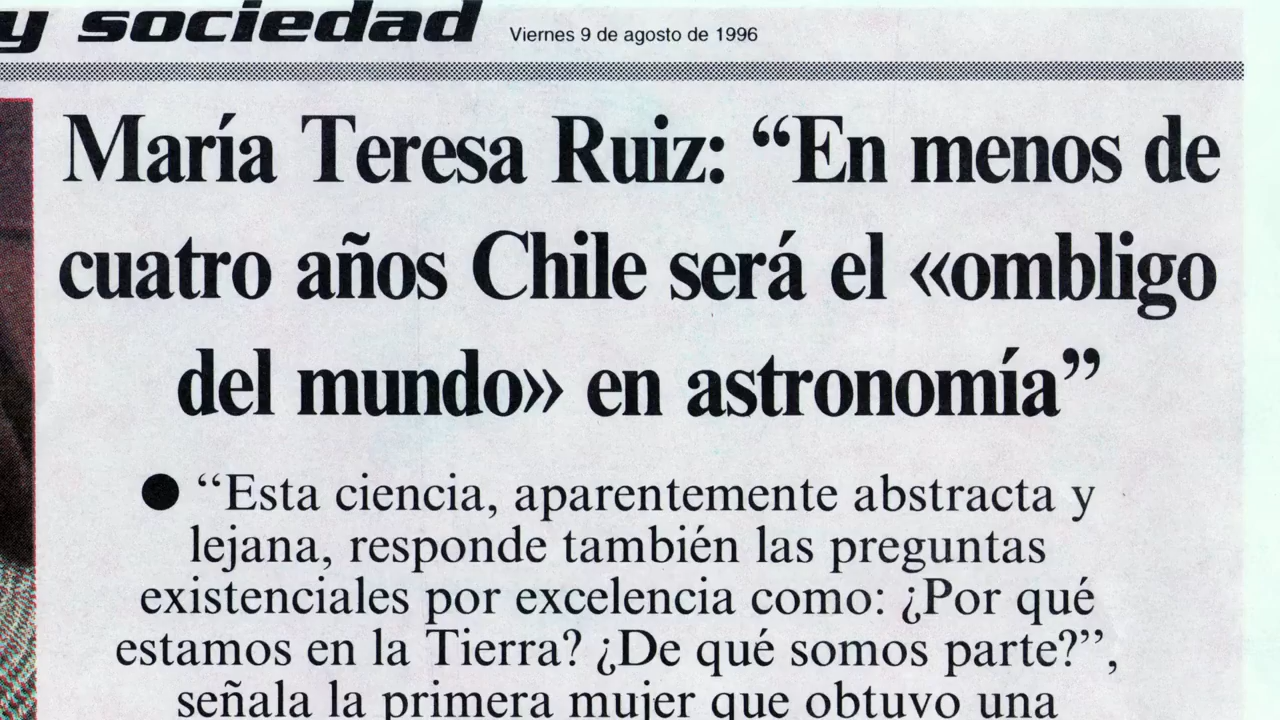 y sociedad Viernes 9 de agosto de 1996
María Teresa Ruiz: “En menos de
cuatro años Chile será el «ombligo
del mundo» en astronomía”
● “Esta ciencia, aparentemente abstracta y
lejana, responde también las preguntas
existenciales por excelencia como: ¿Por qué
estamos en la Tierra? ¿De qué somos parte?”,
señala la primera mujer que obtuvo una